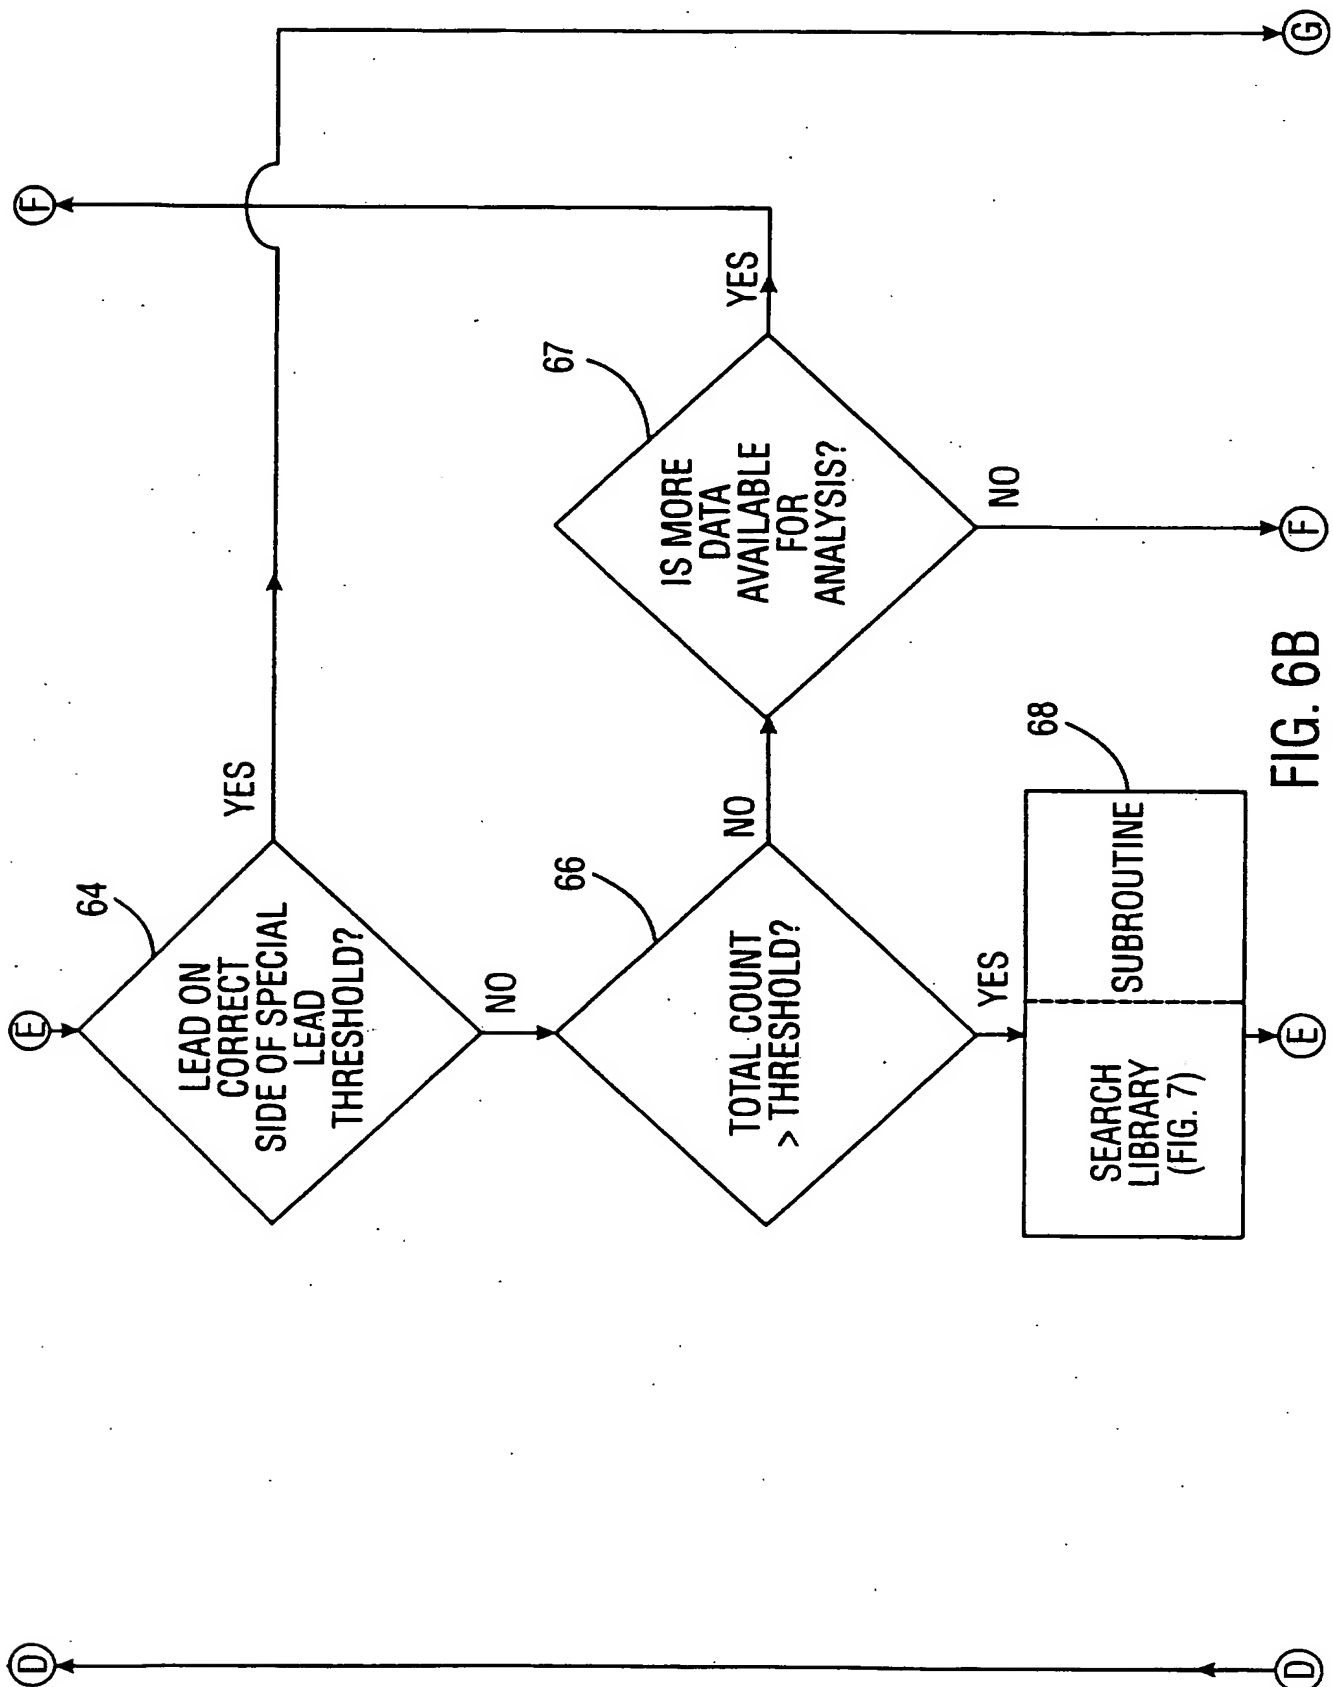 E
F
G
D
64
LEAD ON
CORRECT
SIDE OF SPECIAL
LEAD
THRESHOLD?
YES
NO
66
TOTAL COUNT
> THRESHOLD?
NO
YES
67
IS MORE
DATA
AVAILABLE
FOR
ANALYSIS?
YES
NO
68
SEARCH
LIBRARY
(FIG. 7)
SUBROUTINE
D
E
F
FIG. 6B